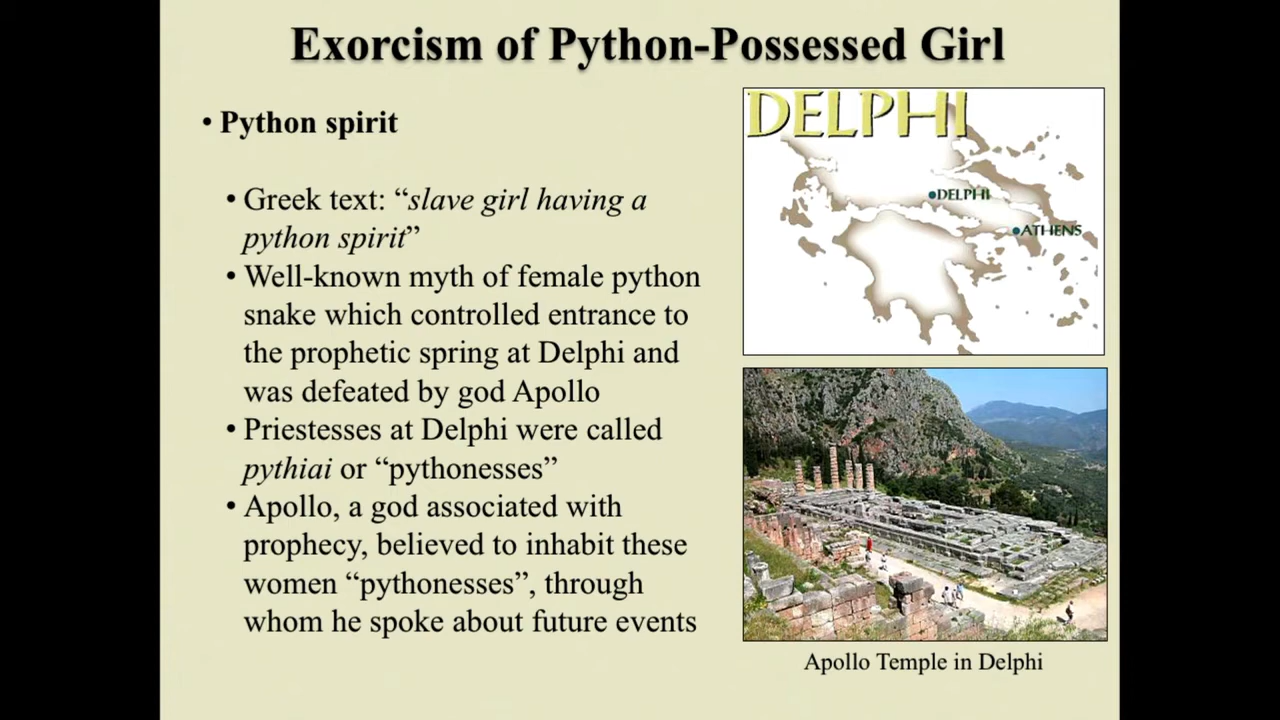 Exorcism of Python-Possessed Girl
• Python spirit
• Greek text: “slave girl having a
python spirit”
• Well-known myth of female python
snake which controlled entrance to
the prophetic spring at Delphi and
was defeated by god Apollo
• Priestesses at Delphi were called
pythiai or “pythonesses”
• Apollo, a god associated with
prophecy, believed to inhabit these
women “pythonesses”, through
whom he spoke about future events
DELPHI
DELPHI
ATHENS
Apollo Temple in Delphi